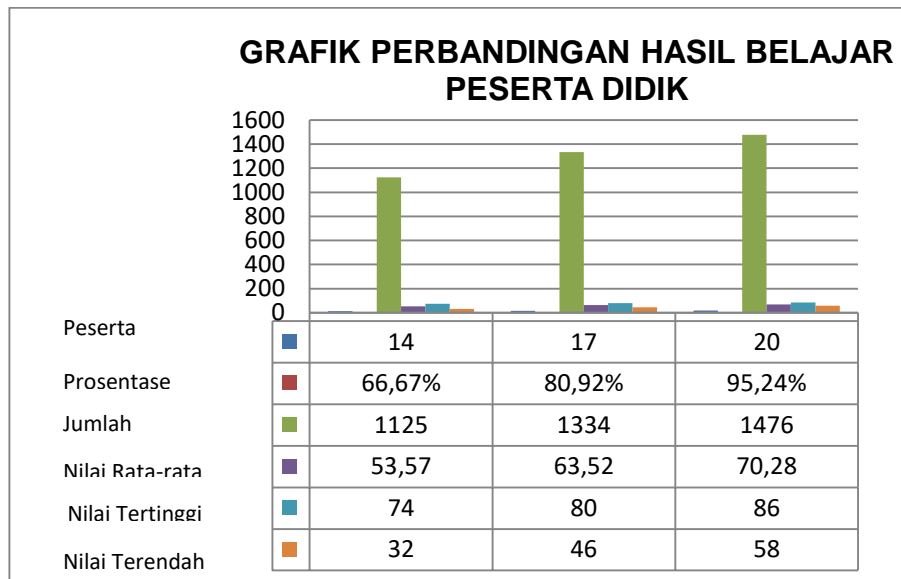 GRAFIK PERBANDINGAN HASIL BELAJAR
PESERTA DIDIK
1600
1400
1200
1000
800
600
400
200
0
Peserta 14 17 20
Prosentase 66,67% 80,92% 95,24%
Jumlah 1125 1334 1476
Nilai Rata-rata 53,57 63,52 70,28
Nilai Tertinggi 74 80 86
Nilai Terendah 32 46 58